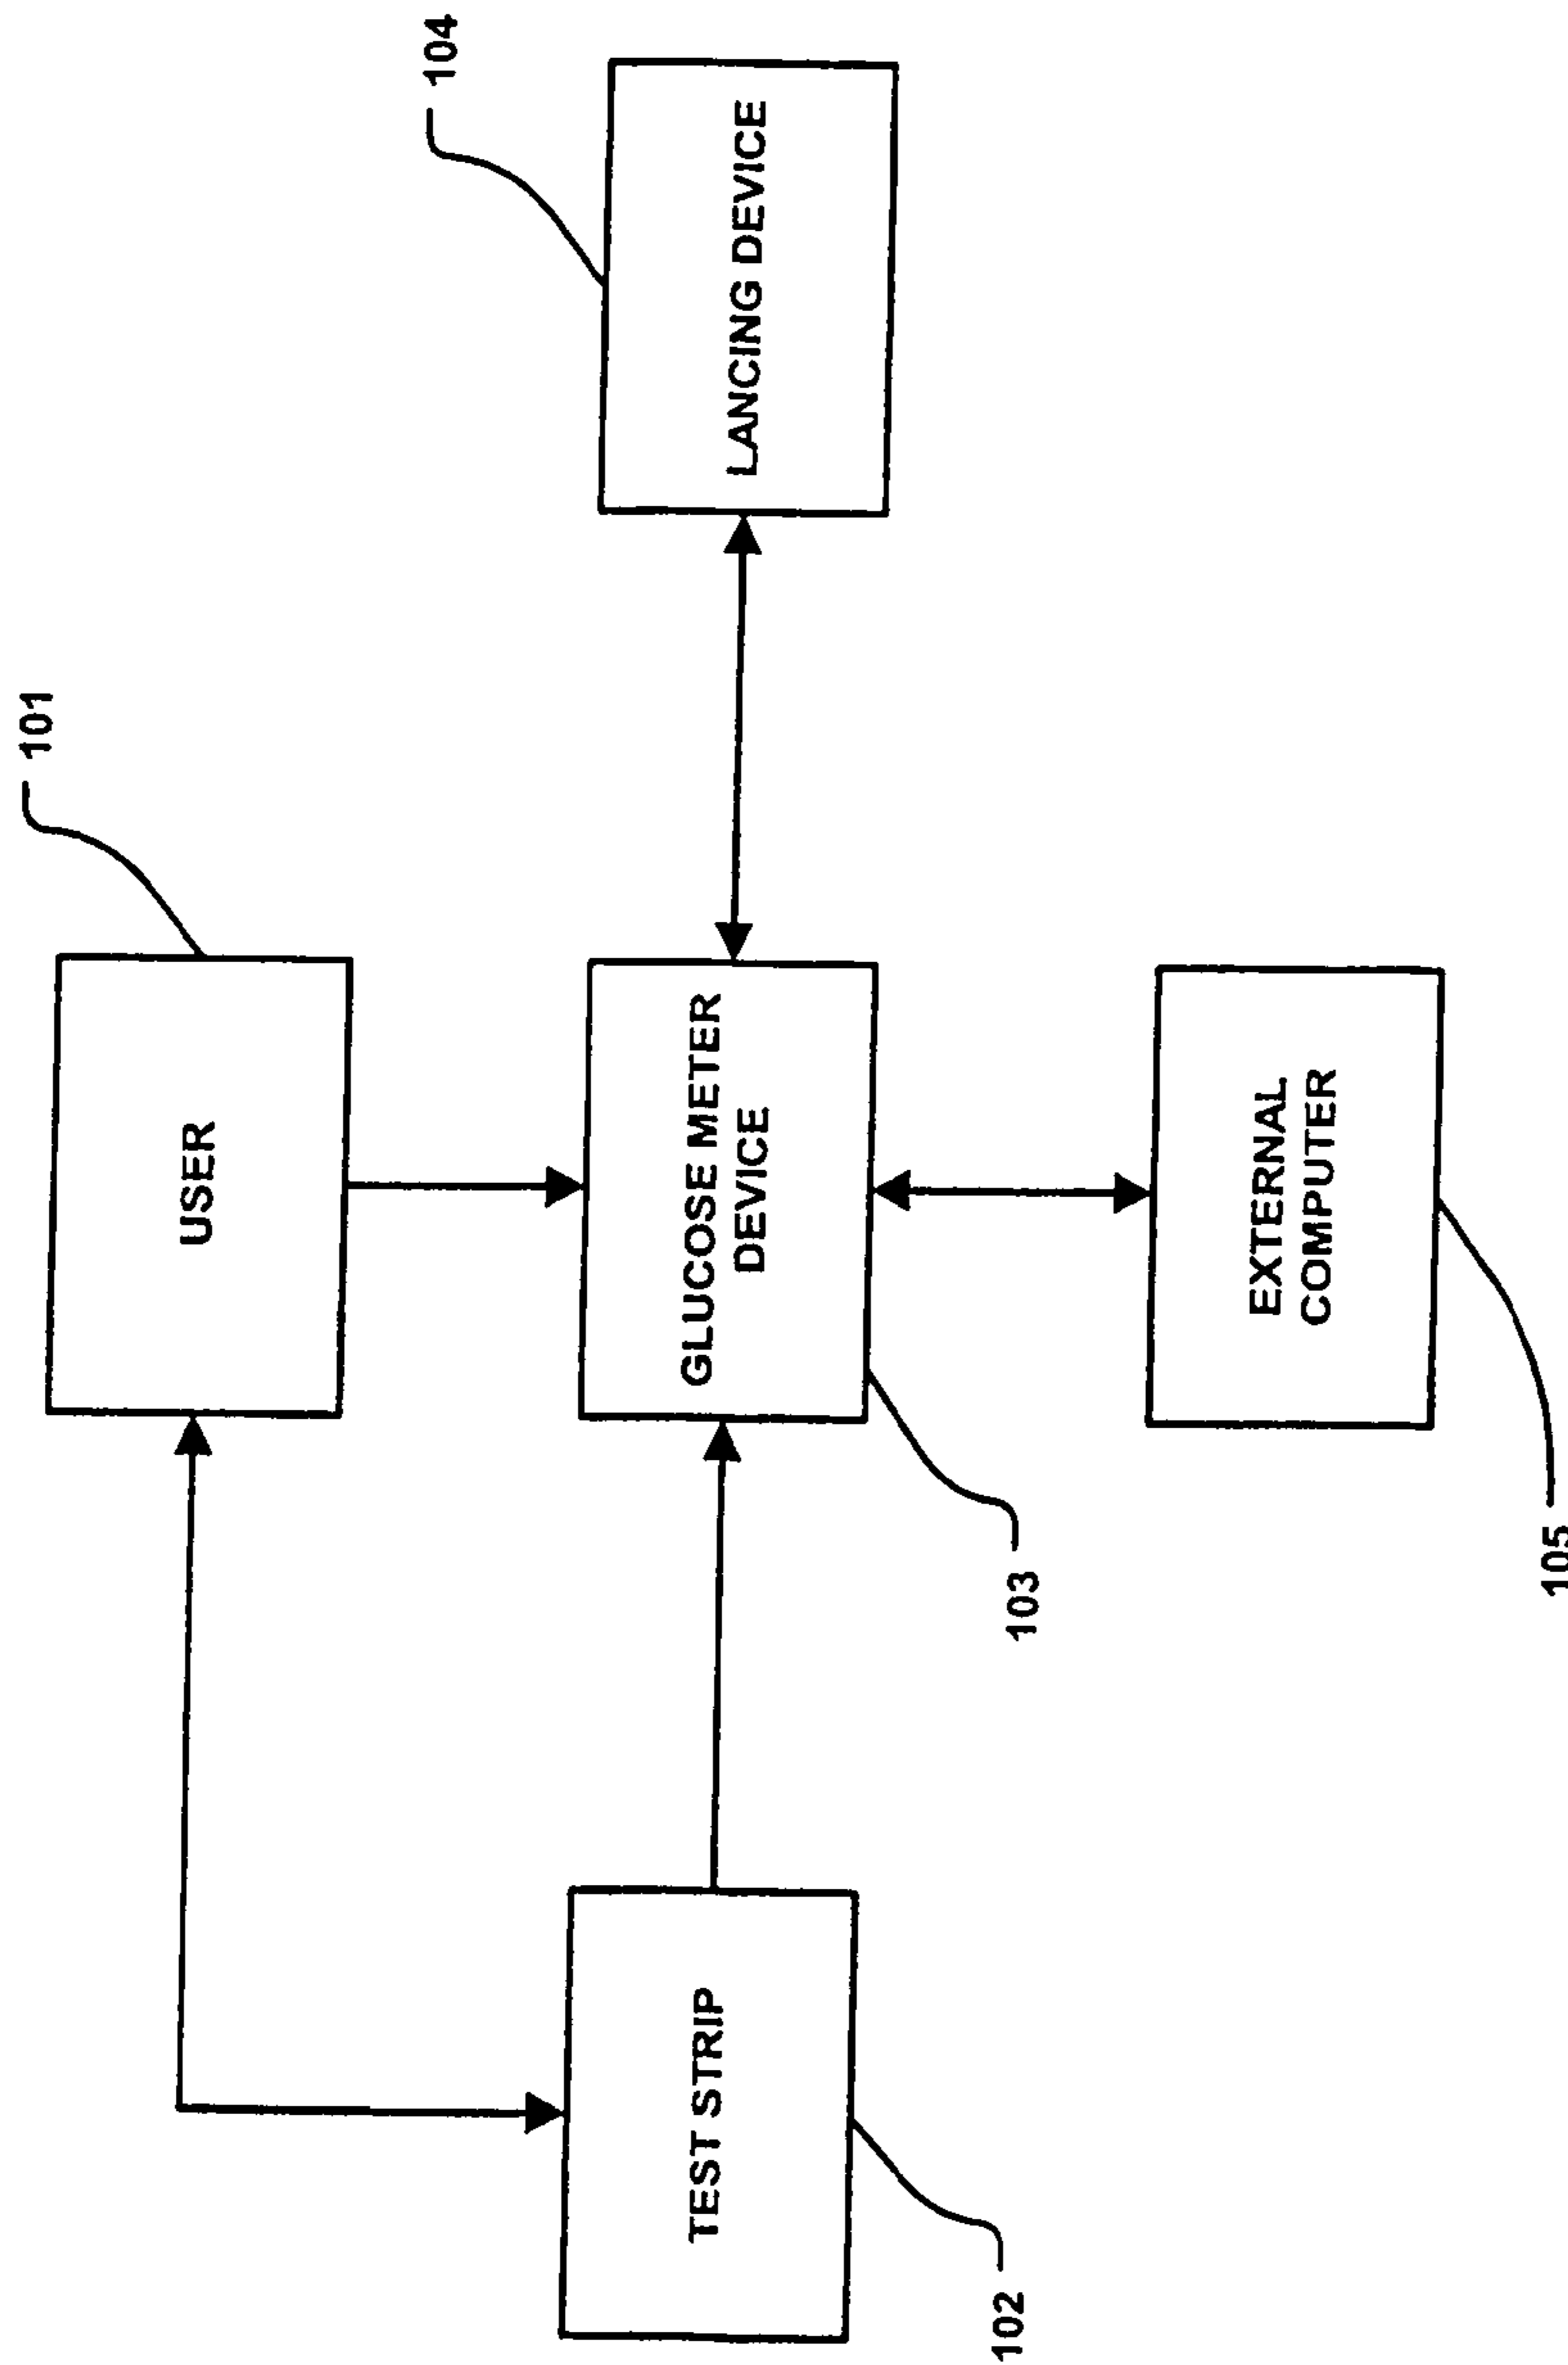 101
USER
104
LANCING DEVICE
GLUCOSE METER
DEVICE
103
TEST STRIP
102
EXTERNAL
COMPUTER
105